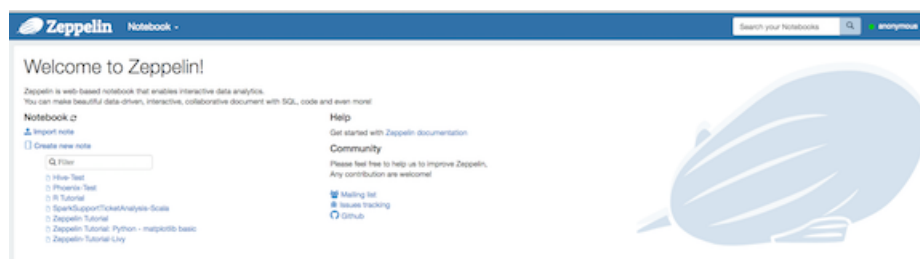 Zeppelin Notebook
Search your Notebooks
anonymous
Welcome to Zeppelin!
Zeppelin is web-based notebook that enables interactive data analytics.
You can make beautiful data-driven, interactive, collaborative document with SQL, code and even more!
Notebook
Import note
Create new note
Filter
Hive-Test
Phoenix-Test
R Tutorial
SparkSupportTicketAnalysis-Scala
Zeppelin Tutorial
Zeppelin Tutorial: Python - matplotlib basic
Zeppelin-Tutorial-Livy
Help
Get started with Zeppelin documentation
Community
Please feel free to help us to improve Zeppelin,
Any contribution are welcome!
Mailing list
Issues tracking
Github